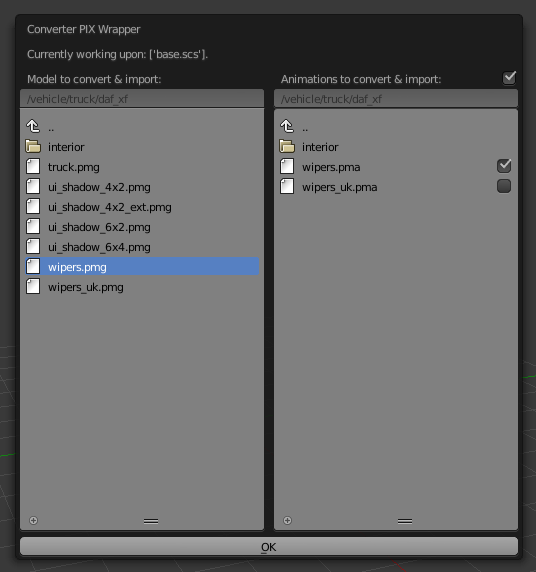 Converter PIX Wrapper
Currently working upon: ['base.scs'].
Model to convert & import:
/vehicle/truck/daf_xf
..
interior
truck.pmg
ui_shadow_4x2.pmg
ui_shadow_4x2_ext.pmg
ui_shadow_6x2.pmg
ui_shadow_6x4.pmg
wipers.pmg
wipers_uk.pmg
Animations to convert & import:
/vehicle/truck/daf_xf
..
interior
wipers.pma
wipers_uk.pma
OK